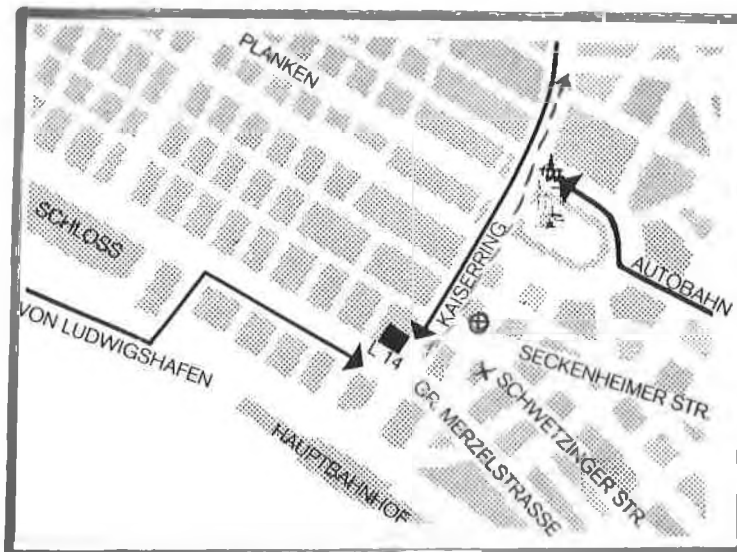 PLANKEN
SCHLOSS
KAISERRING
AUTOBAHN
VON LUDWIGSHAFEN
L 14
SECKENHEIMER STR.
SCHWETZINGER STR.
GR. MERZELSTRASSE
HAUPTBAHNHOF